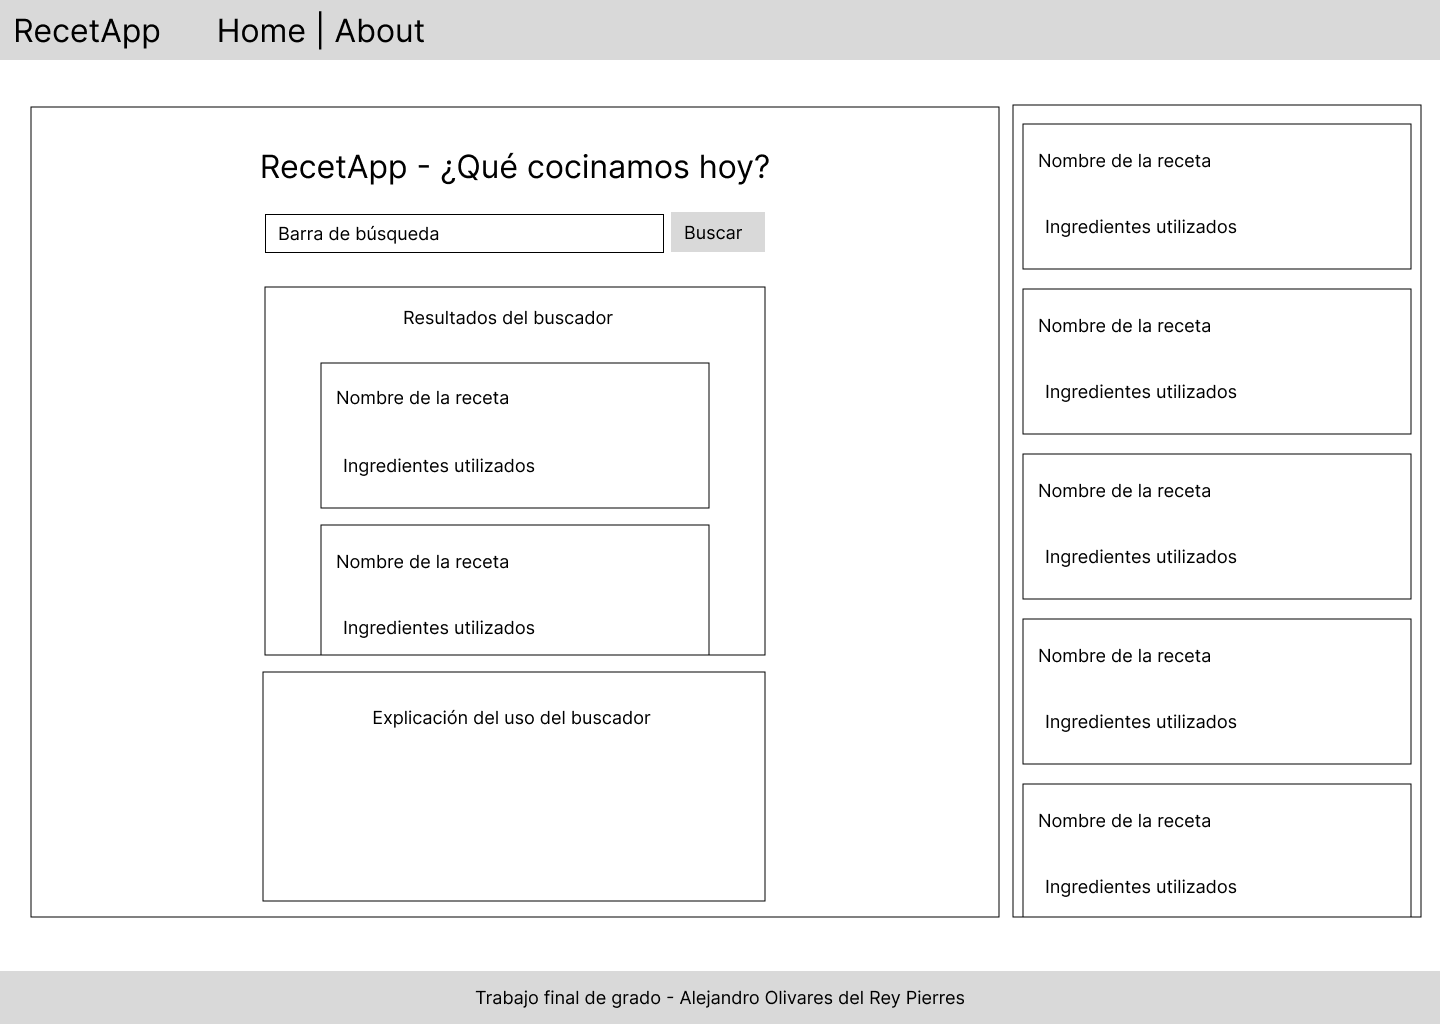 RecetApp Home | About
RecetApp - ¿Qué cocinamos hoy?
Barra de búsqueda
Buscar
Resultados del buscador
Nombre de la receta
Ingredientes utilizados
Nombre de la receta
Ingredientes utilizados
Explicación del uso del buscador
Nombre de la receta
Ingredientes utilizados
Nombre de la receta
Ingredientes utilizados
Nombre de la receta
Ingredientes utilizados
Nombre de la receta
Ingredientes utilizados
Nombre de la receta
Ingredientes utilizados
Trabajo final de grado - Alejandro Olivares del Rey Pierres